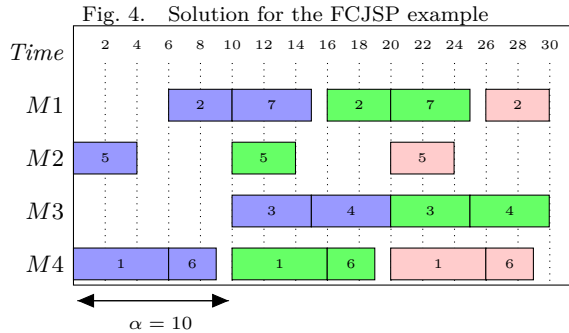 Fig. 4. Solution for the FCJSP example
Time 2 4 6 8 10 12 14 16 18 20 22 24 26 28 30
M1 2 7 2 7 2
M2 5 5 5
M3 3 4 3 4
M4 1 6 1 6 1 6
α = 10